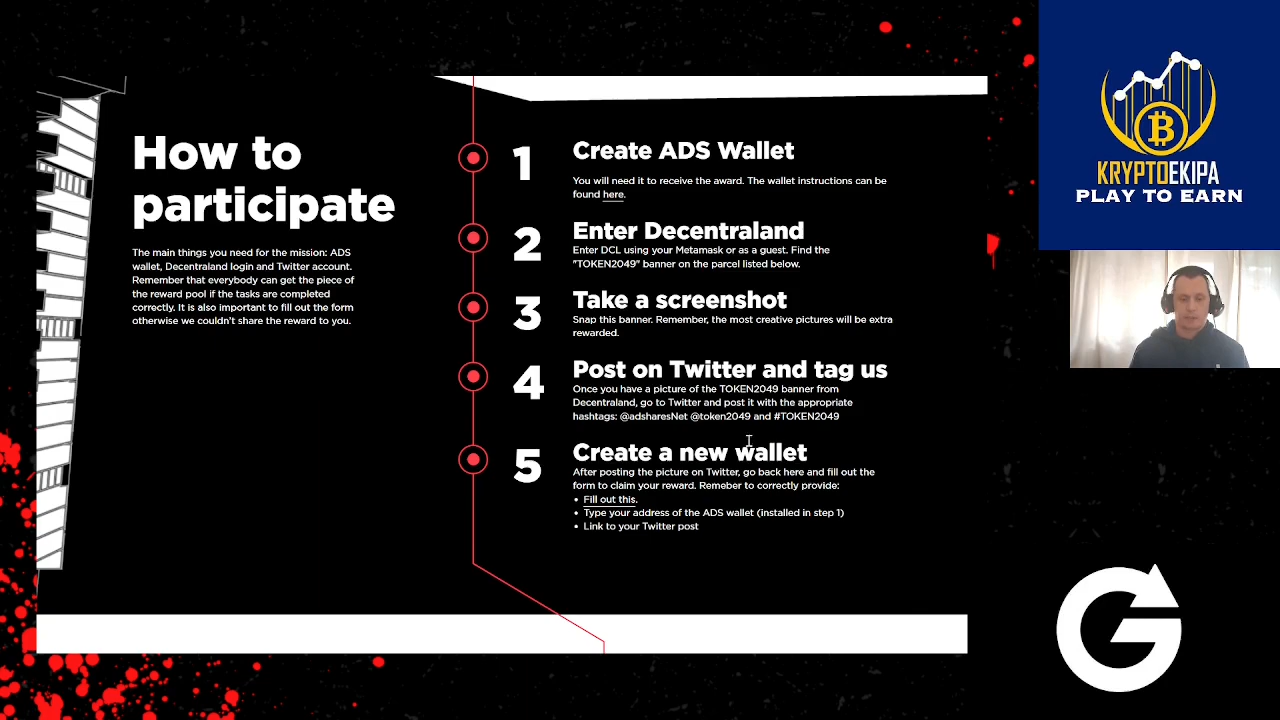 How to
participate
The main things you need for the mission: ADS
wallet, Decentraland login and Twitter account.
Remember that everybody can get the piece of
the reward pool if the tasks are completed
correctly. It is also important to fill out the form
otherwise we couldn't share the reward to you.
1
Create ADS Wallet
You will need it to receive the award. The wallet instructions can be
found here.
2
Enter Decentraland
Enter DCL using your Metamask or as a guest. Find the
"TOKEN2049" banner on the parcel listed below.
3
Take a screenshot
Snap this banner. Remember, the most creative pictures will be extra
rewarded.
4
Post on Twitter and tag us
Once you have a picture of the TOKEN2049 banner from
Decentraland, go to Twitter and post it with the appropriate
hashtags: @adsharesNet @token2049 and #TOKEN2049
5
Create a new wallet
After posting the picture on Twitter, go back here and fill out the
form to claim your reward. Remeber to correctly provide:
• Fill out this.
• Type your address of the ADS wallet (installed in step 1)
• Link to your Twitter post
KRYPTOEKIPA
PLAY TO EARN